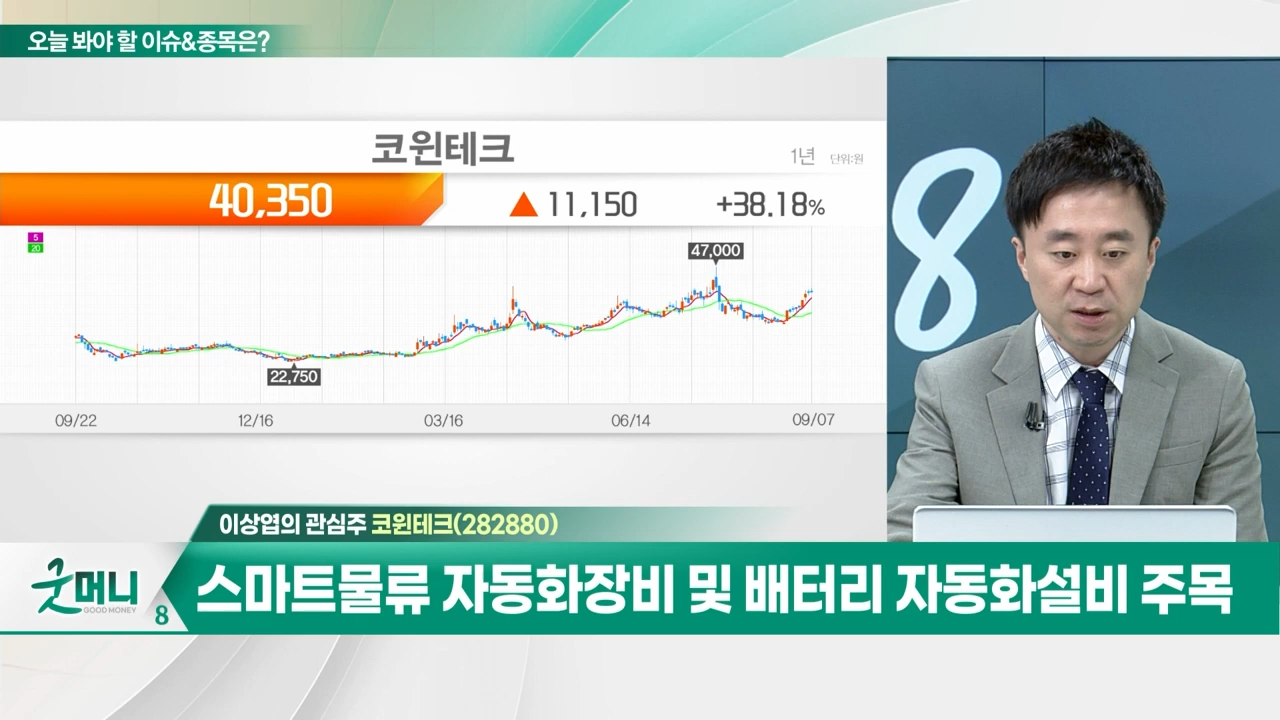 오늘 봐야 할 이슈&종목은?
코윈테크
1년 단위:원
40,350 ▲ 11,150 +38.18%
5
20
47,000
22,750
09/22 12/16 03/16 06/14 09/07
8
이상엽의 관심주 코윈테크(282880)
굿머니
GOOD MONEY
8
스마트물류 자동화장비 및 배터리 자동화설비 주목